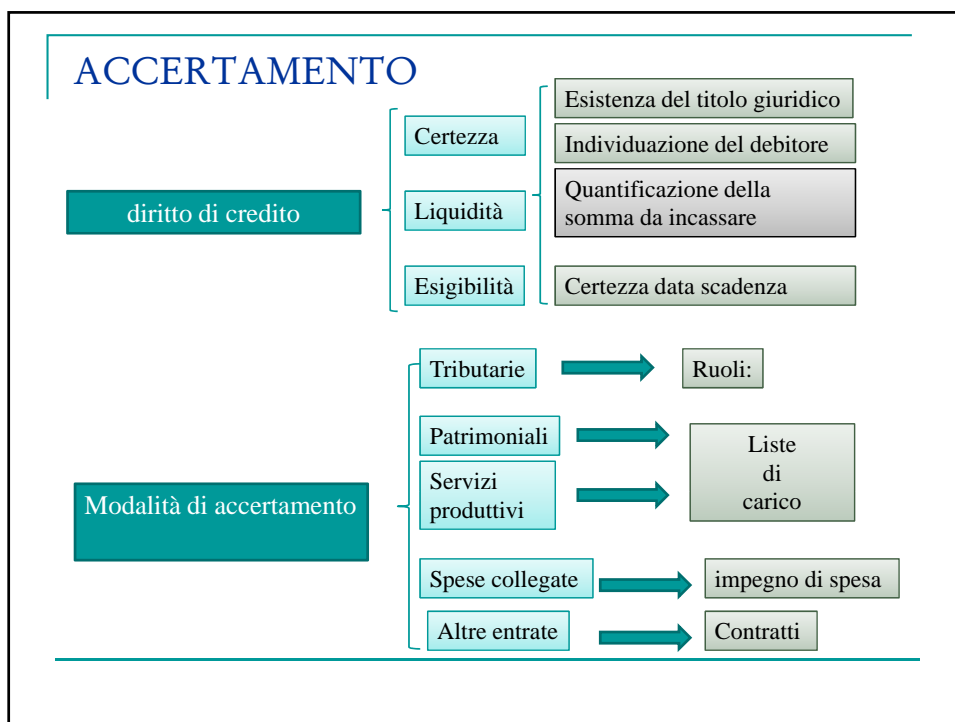 ACCERTAMENTO
diritto di credito
Certezza
Liquidità
Esigibilità
Esistenza del titolo giuridico
Individuazione del debitore
Quantificazione della
somma da incassare
Certezza data scadenza
Modalità di accertamento
Tributarie
Ruoli:
Patrimoniali
Servizi
produttivi
Liste
di
carico
Spese collegate
impegno di spesa
Altre entrate
Contratti